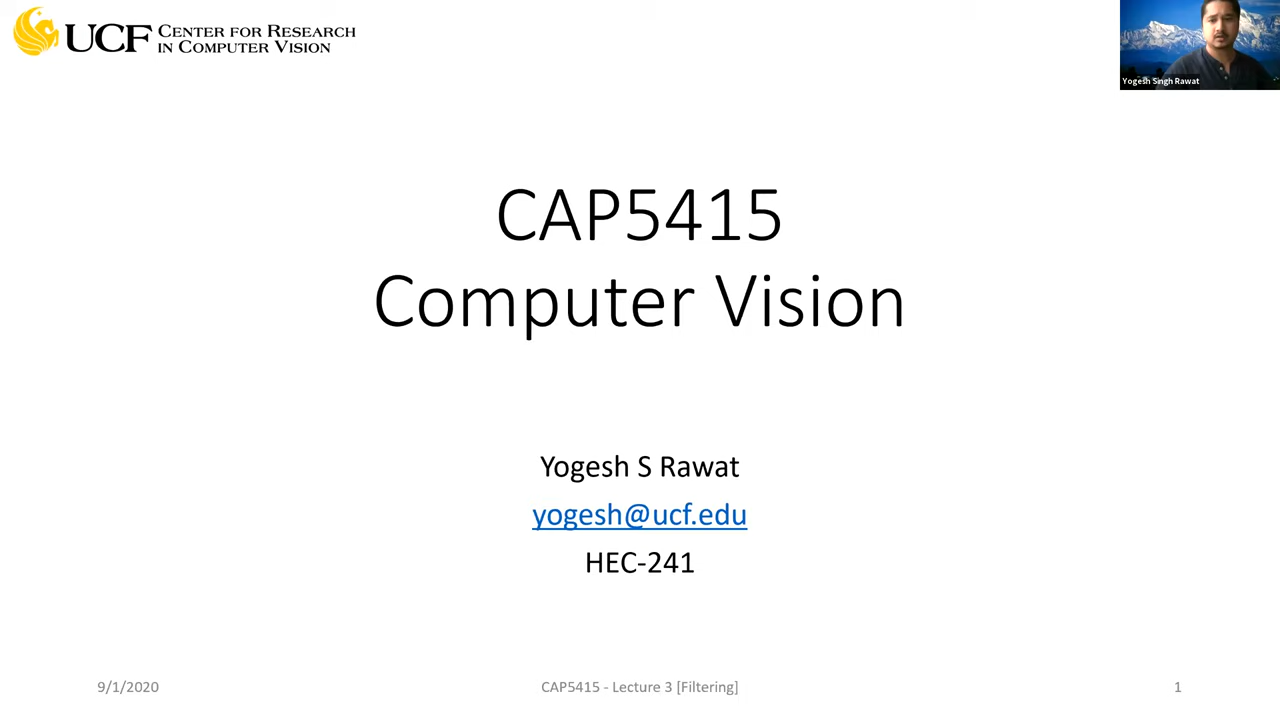 UCF CENTER FOR RESEARCH
IN COMPUTER VISION
Yogesh Singh Rawat
CAP5415
Computer Vision
Yogesh S Rawat
yogesh@ucf.edu
HEC-241
9/1/2020
CAP5415 - Lecture 3 [Filtering]
1